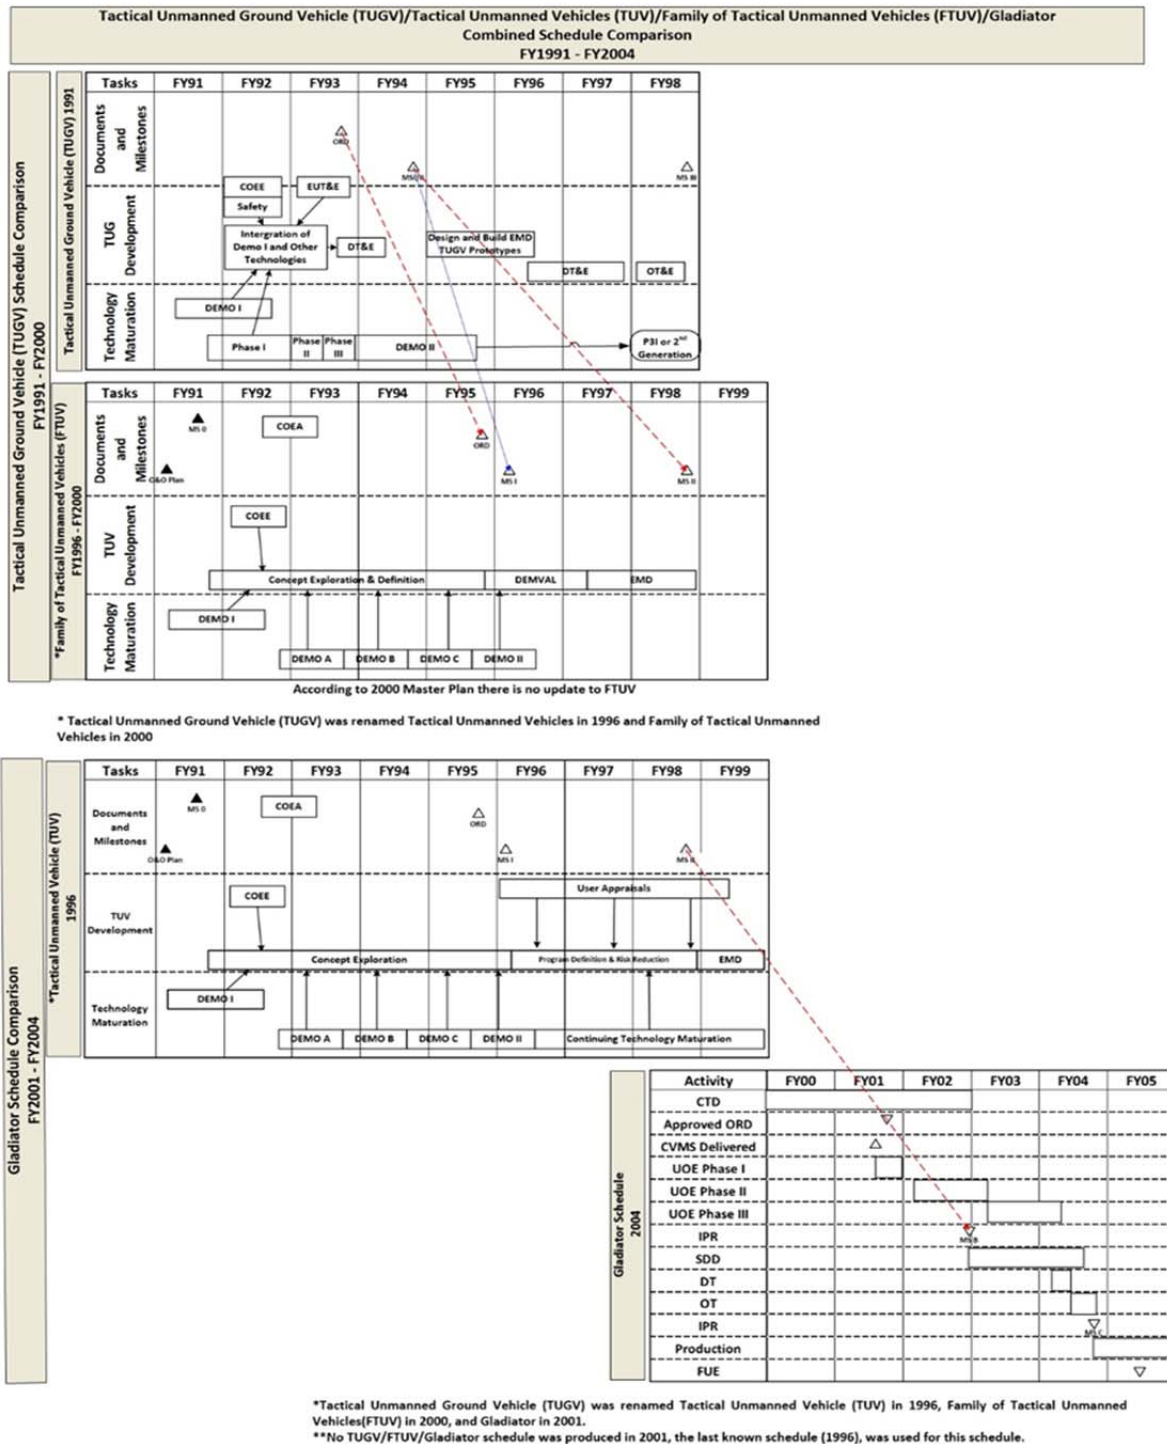 Tactical Unmanned Ground Vehicle (TUGV)/Tactical Unmanned Vehicles (TUV)/Family of Tactical Unmanned Vehicles (FTUV)/Gladiator
Combined Schedule Comparison
FY1991 - FY2004
Tactical Unmanned Ground Vehicle (TUGV) Schedule Comparison
FY1991 - FY2000
Tactical Unmanned Ground Vehicle (TUGV) 1991
Tasks FY91 FY92 FY93 FY94 FY95 FY96 FY97 FY98
Documents
and
Milestones
ORD
MS III
TUG
Development
COEE
EUT&E
Safety
Intergration of
Demo I and Other
Technologies
DT&E
Design and Build EMD
TUGV Prototypes
DT&E
OT&E
Technology
Maturation
DEMO I
Phase I
Phase
II
Phase
III
DEMO II
P3I or 2nd
Generation
*Family of Tactical Unmanned Vehicles (FTUV)
FY1996 - FY2000
Tasks FY91 FY92 FY93 FY94 FY95 FY96 FY97 FY98 FY99
Documents
and
Milestones
MS 0
COEA
O&O Plan
ORD
MS I
MS II
TUV
Development
COEE
Concept Exploration & Definition
DEMVAL
EMD
Technology
Maturation
DEMO I
DEMO A
DEMO B
DEMO C
DEMO II
According to 2000 Master Plan there is no update to FTUV
* Tactical Unmanned Ground Vehicle (TUGV) was renamed Tactical Unmanned Vehicles in 1996 and Family of Tactical Unmanned
Vehicles in 2000
Gladiator Schedule Comparison
FY2001 - FY2004
*Tactical Unmanned Vehicle (TUV)
1996
Tasks FY91 FY92 FY93 FY94 FY95 FY96 FY97 FY98 FY99
Documents
and
Milestones
MS 0
COEA
O&O Plan
ORD
MS I
MS II
TUV
Development
COEE
User Appraisals
Concept Exploration
Program Definition & Risk Reduction
EMD
Technology
Maturation
DEMO I
DEMO A
DEMO B
DEMO C
DEMO II
Continuing Technology Maturation
Gladiator Schedule
2004
Activity FY00 FY01 FY02 FY03 FY04 FY05
CTD
Approved ORD
CVMS Delivered
UOE Phase I
UOE Phase II
UOE Phase III
IPR
MS B
SDD
DT
OT
IPR
MS C
Production
FUE
*Tactical Unmanned Ground Vehicle (TUGV) was renamed Tactical Unmanned Vehicle (TUV) in 1996, Family of Tactical Unmanned
Vehicles(FTUV) in 2000, and Gladiator in 2001.
**No TUGV/FTUV/Gladiator schedule was produced in 2001, the last known schedule (1996), was used for this schedule.